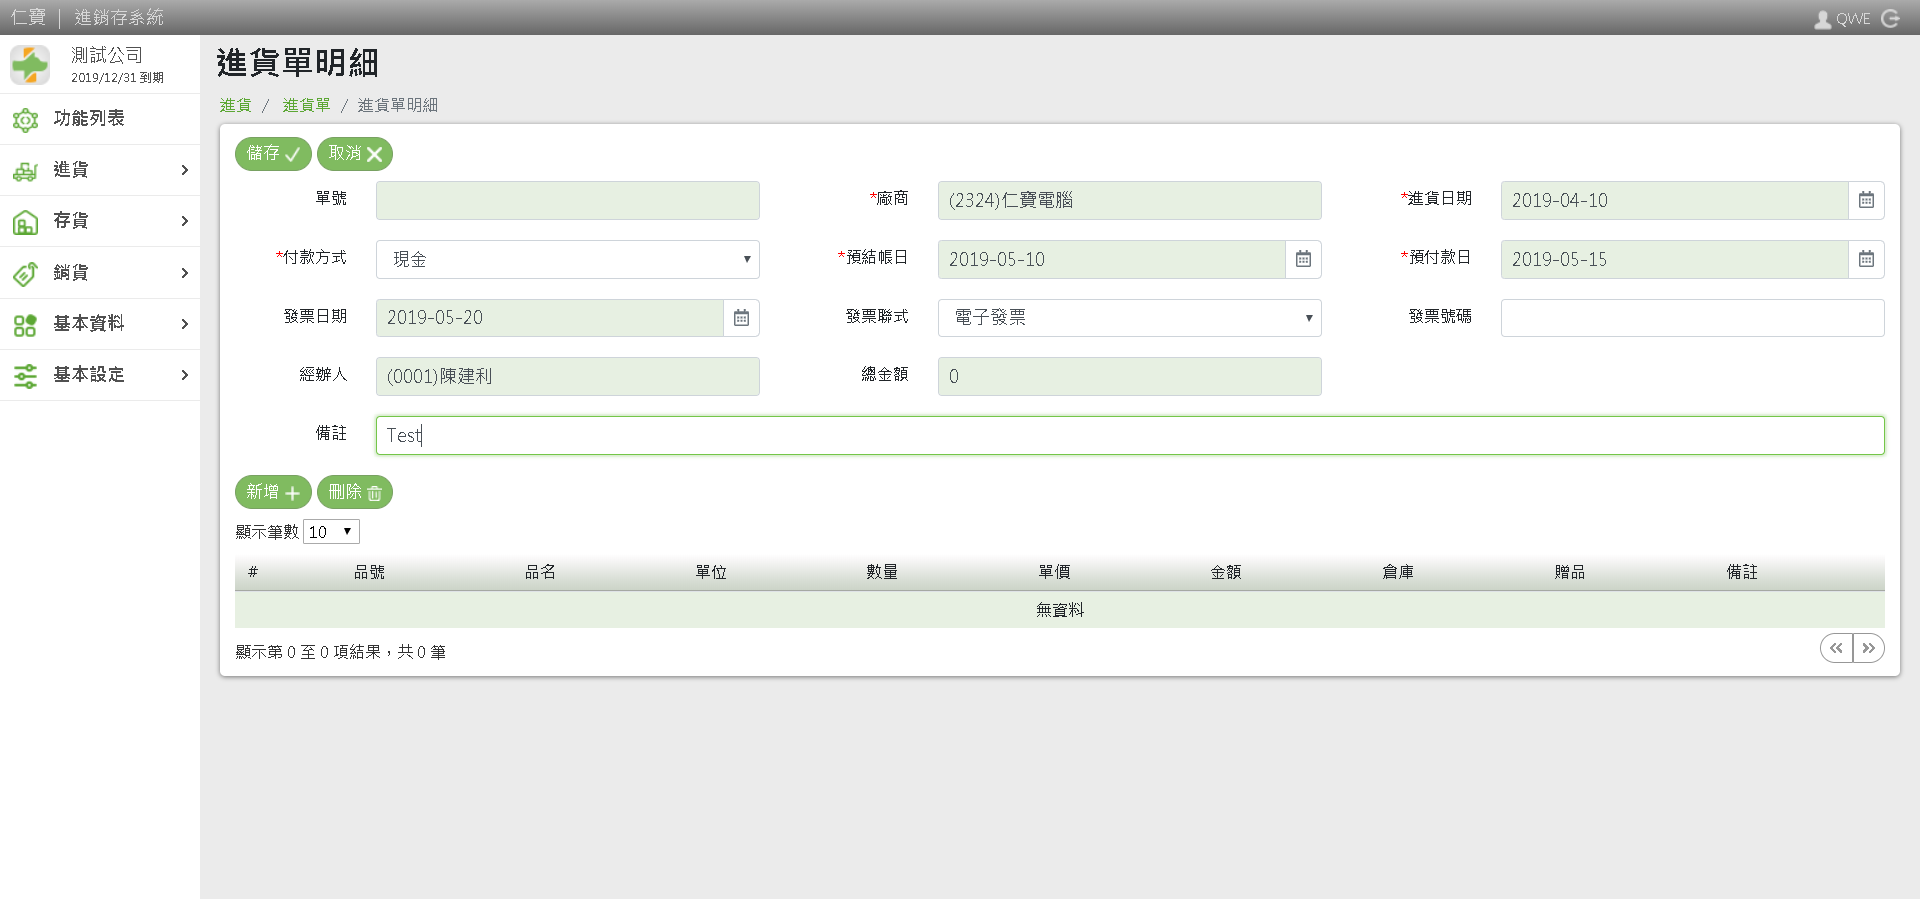 仁寶 | 進銷存系統
QWE
測試公司
2019/12/31 到期
功能列表
進貨
存貨
銷貨
基本資料
基本設定
進貨單明細
進貨 / 進貨單 / 進貨單明細
儲存 取消
單號 *廠商 (2324)仁寶電腦 *進貨日期 2019-04-10
*付款方式 現金 *預結帳日 2019-05-10 *預付款日 2019-05-15
發票日期 2019-05-20 發票聯式 電子發票 發票號碼
經辦人 (0001)陳建利 總金額 0
備註 Test
新增 刪除
顯示筆數 10
# 品號 品名 單位 數量 單價 金額 倉庫 贈品 備註
無資料
顯示第 0 至 0 項結果，共 0 筆